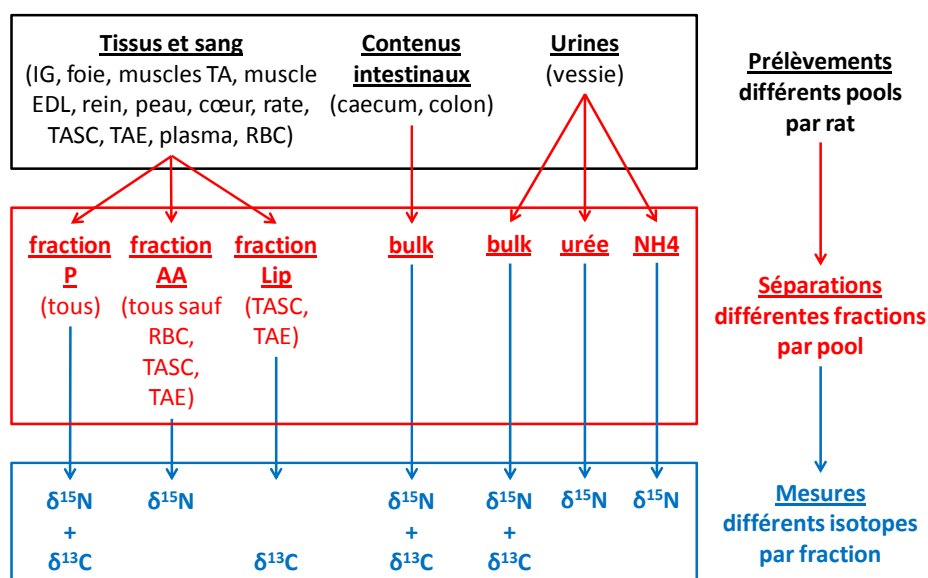 Tissus et sang
(IG, foie, muscles TA, muscle
EDL, rein, peau, cœur, rate,
TASC, TAE, plasma, RBC)
Contenus
intestinaux
(caecum, colon)
Urines
(vessie)
Prélèvements
différents pools
par rat
fraction
P
(tous)
fraction
AA
(tous sauf
RBC,
TASC,
TAE)
fraction
Lip
(TASC,
TAE)
bulk
bulk
urée
NH4
Séparations
différentes fractions
par pool
δ¹⁵N
+
δ¹³C
δ¹⁵N
δ¹³C
δ¹⁵N
+
δ¹³C
δ¹⁵N
+
δ¹³C
δ¹⁵N
δ¹⁵N
Mesures
différents isotopes
par fraction